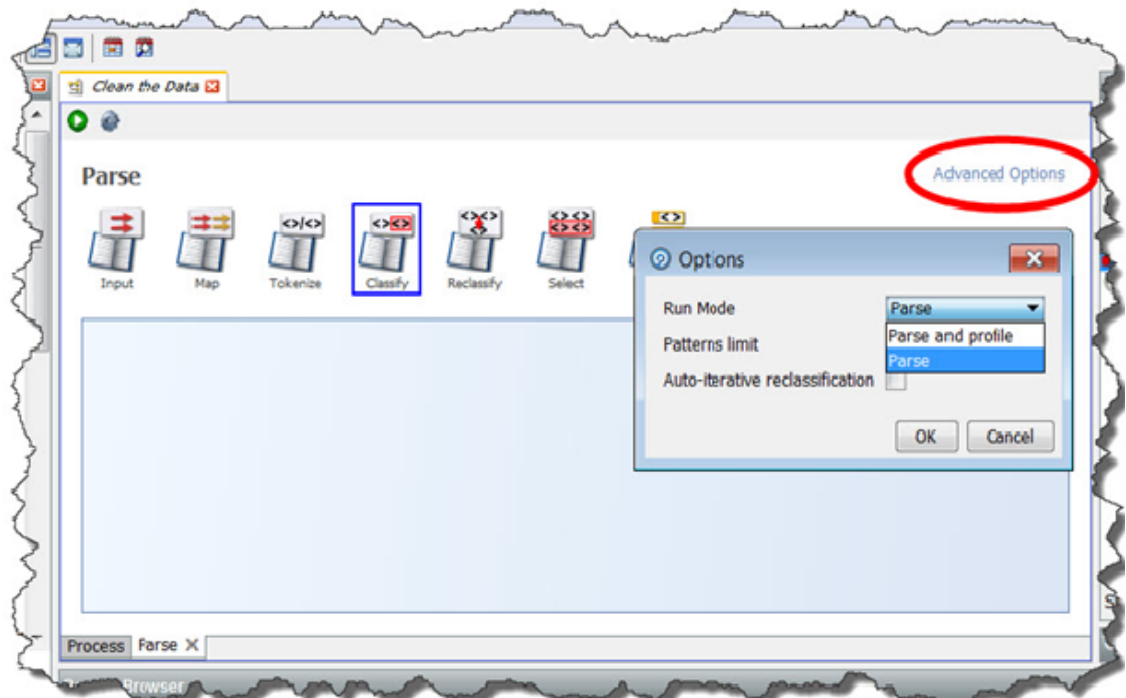 Clean the Data
Parse
Advanced Options
Input
Map
Tokenize
Classify
Reclassify
Select
Options
Run Mode
Parse
Parse and profile
Parse
Patterns limit
Auto-iterative reclassification
OK
Cancel
Process
Parse
Browser